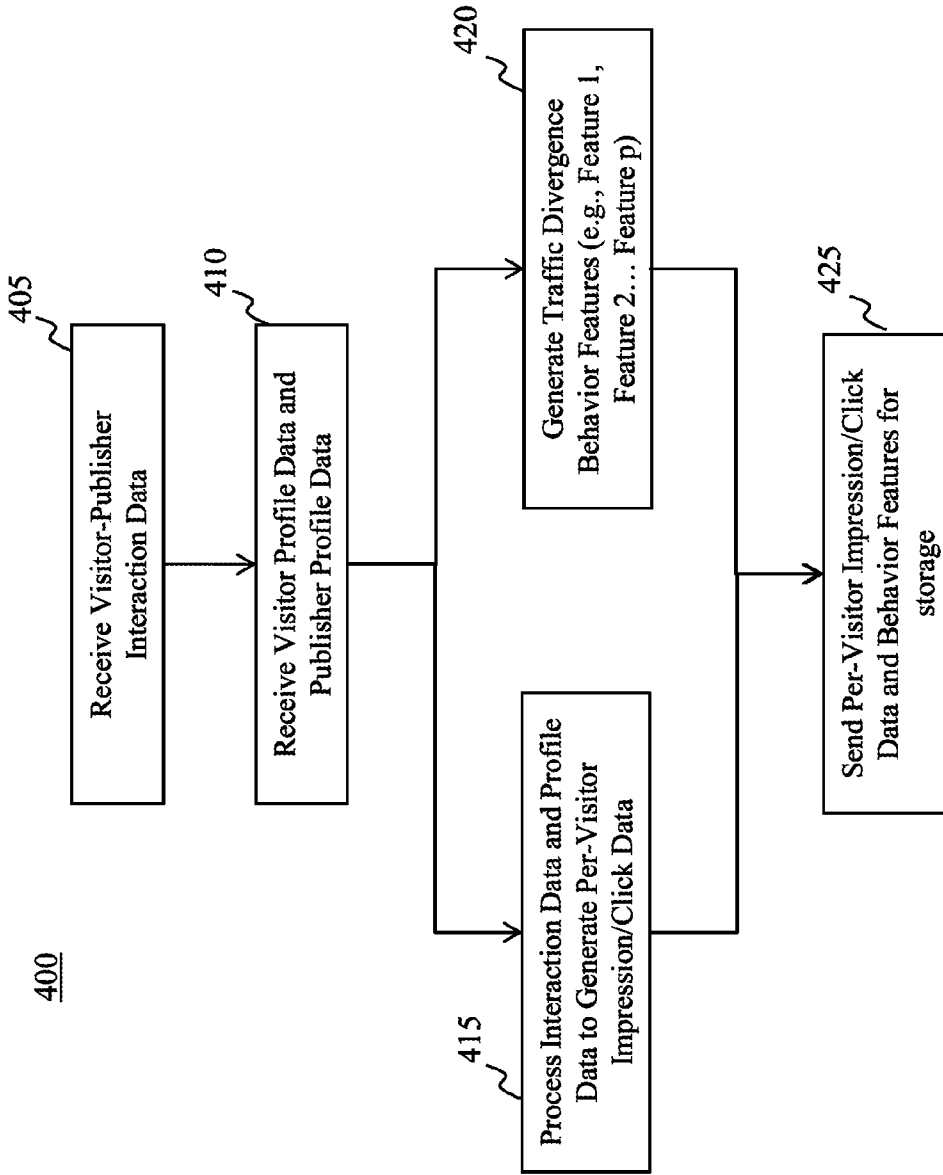 400
405
Receive Visitor-Publisher
Interaction Data
410
Receive Visitor Profile Data and
Publisher Profile Data
415
Process Interaction Data and Profile
Data to Generate Per-Visitor
Impression/Click Data
420
Generate Traffic Divergence
Behavior Features (e.g., Feature 1,
Feature 2… Feature p)
425
Send Per-Visitor Impression/Click
Data and Behavior Features for
storage